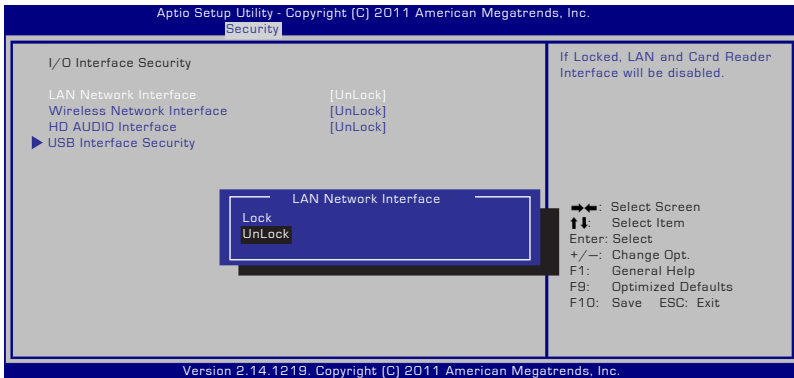 Aptio Setup Utility - Copyright (C) 2011 American Megatrends, Inc.
Security
I/O Interface Security
LAN Network Interface [UnLock]
Wireless Network Interface [UnLock]
HD AUDIO Interface [UnLock]
USB Interface Security
If Locked, LAN and Card Reader
Interface will be disabled.
LAN Network Interface
Lock
UnLock
→←: Select Screen
↑↓: Select Item
Enter: Select
+/—: Change Opt.
F1: General Help
F9: Optimized Defaults
F10: Save ESC: Exit
Version 2.14.1219. Copyright (C) 2011 American Megatrends, Inc.